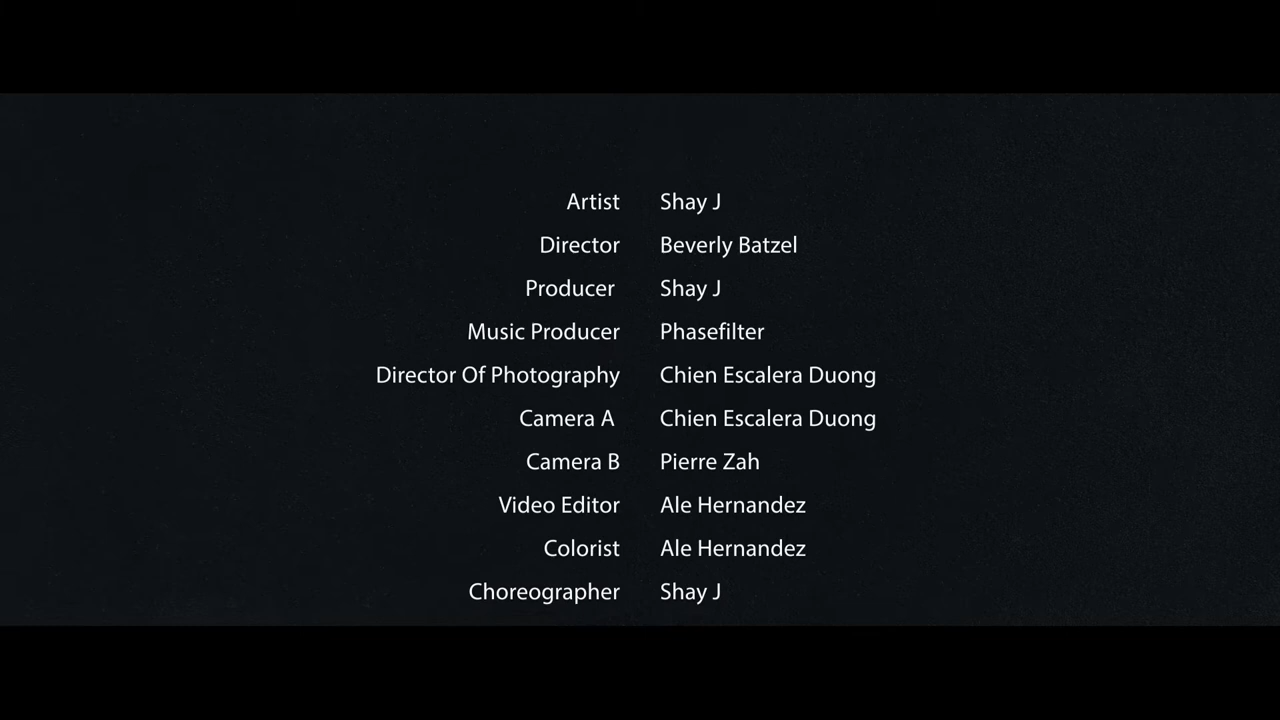 Artist Shay J
Director Beverly Batzel
Producer Shay J
Music Producer Phasefilter
Director Of Photography Chien Escalera Duong
Camera A Chien Escalera Duong
Camera B Pierre Zah
Video Editor Ale Hernandez
Colorist Ale Hernandez
Choreographer Shay J